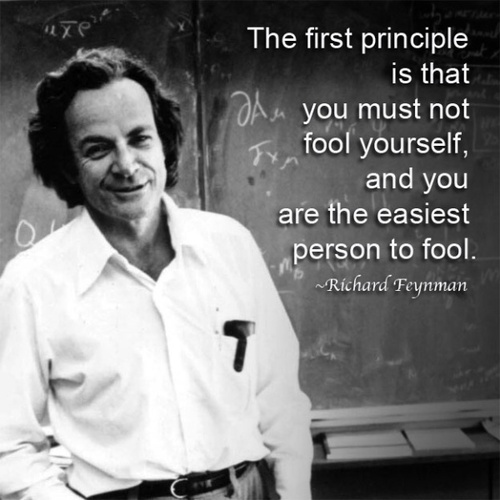 The first principle
is that
you must not
fool yourself,
and you
are the easiest
person to fool.
~Richard Feynman